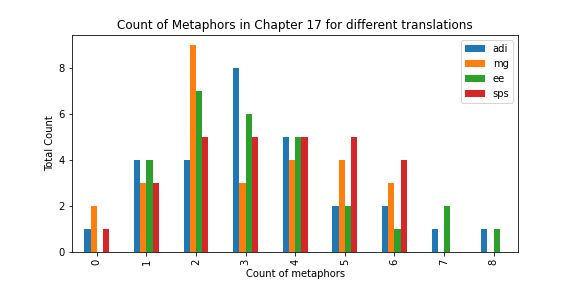 Count of Metaphors in Chapter 17 for different translations
adi
mg
ee
sps
Total Count
8
6
4
2
0
0 1 2 3 4 5 6 7 8
Count of metaphors